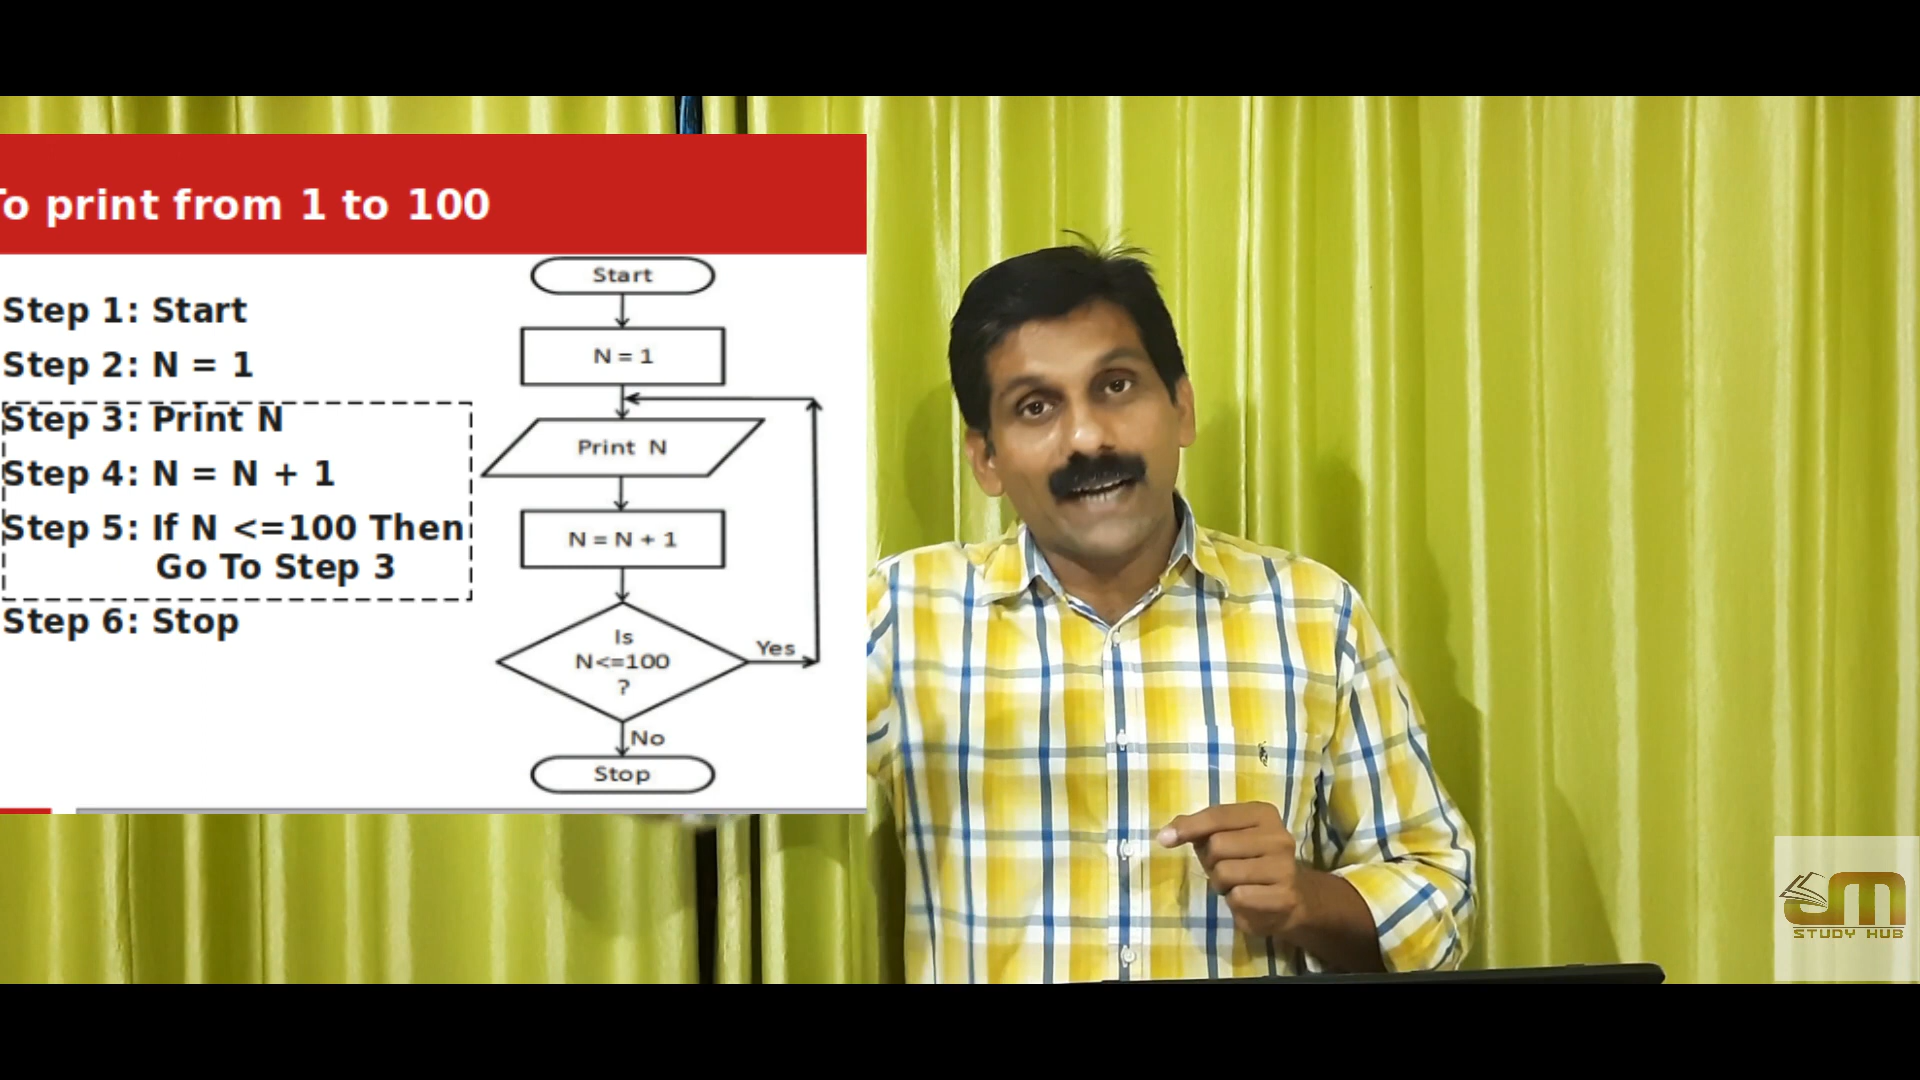 To print from 1 to 100
Step 1: Start
Step 2: N = 1
Step 3: Print N
Step 4: N = N + 1
Step 5: If N <=100 Then
Go To Step 3
Step 6: Stop
Start
N = 1
Print N
N = N + 1
Is
N<=100
?
Yes
No
Stop
STUDY HUB